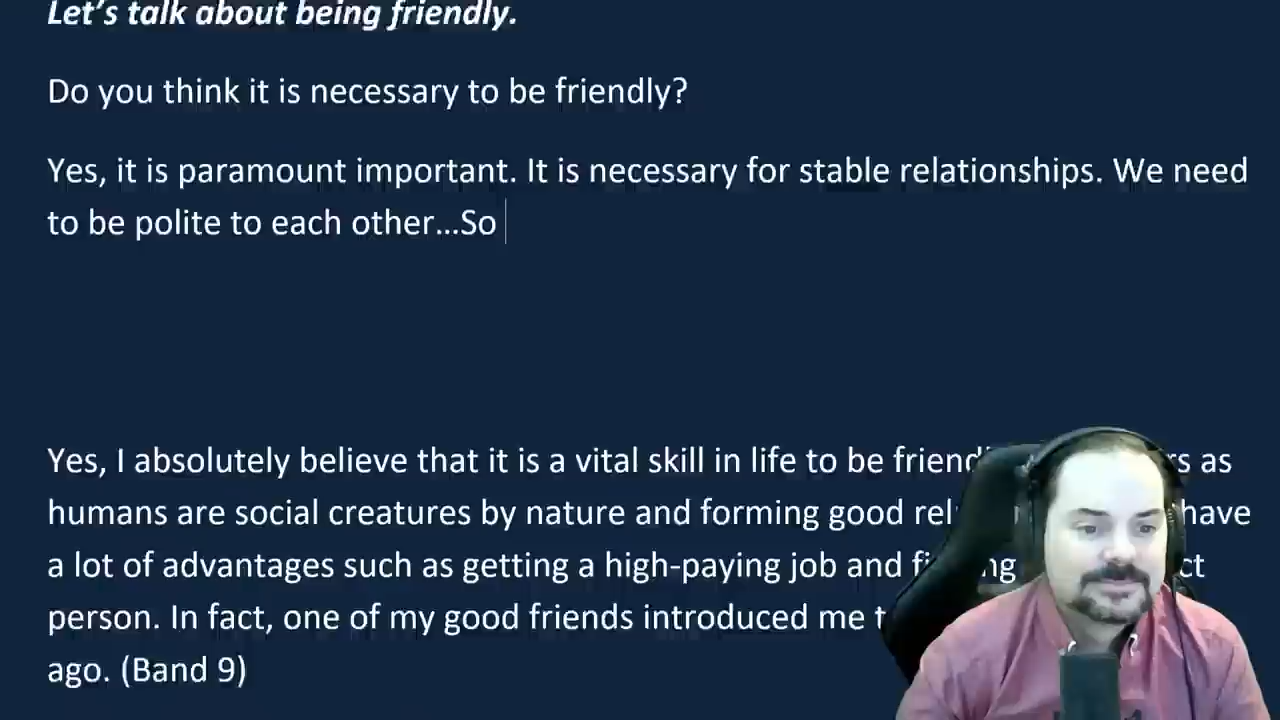 Let’s talk about being friendly.
Do you think it is necessary to be friendly?
Yes, it is paramount important. It is necessary for stable relationships. We need
to be polite to each other…So
Yes, I absolutely believe that it is a vital skill in life to be as
humans are social creatures by nature and forming good have
a lot of advantages such as getting a high-paying job and
person. In fact, one of my good friends introduced me
ago. (Band 9)